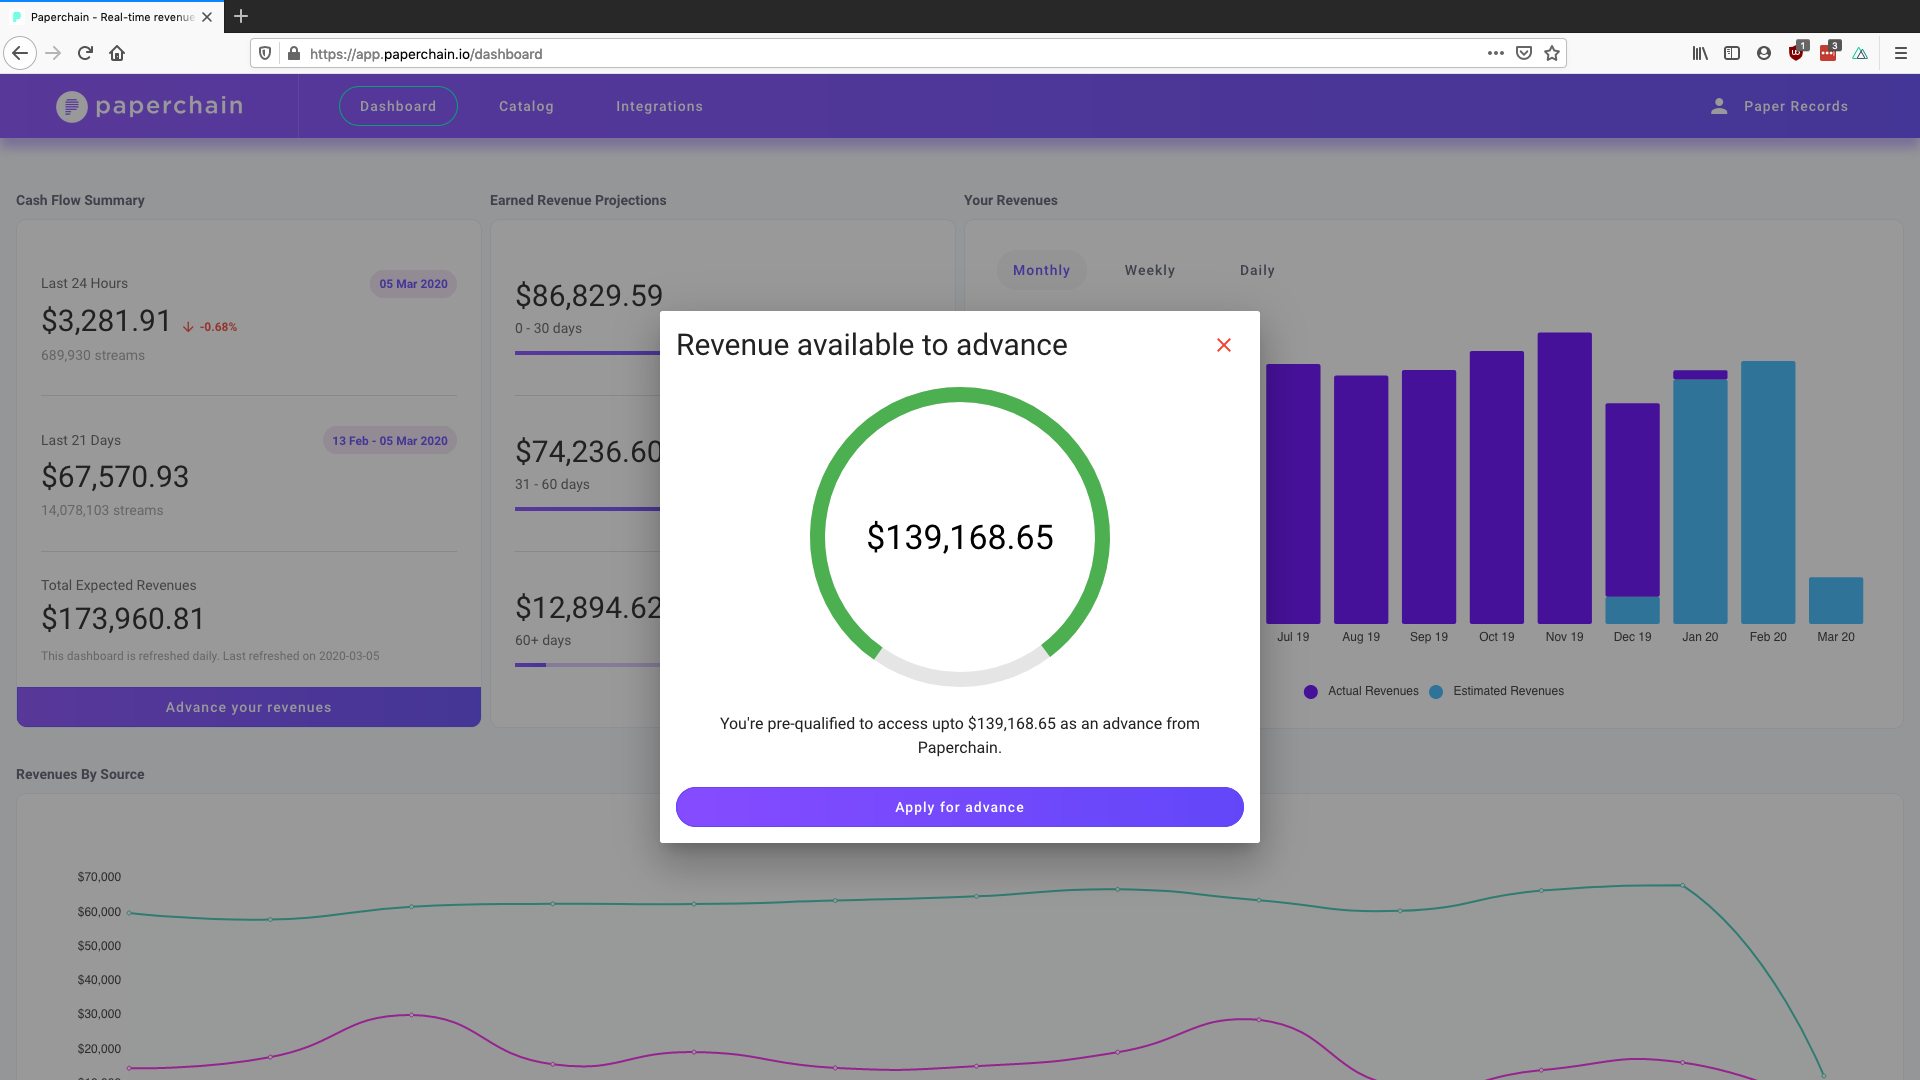 Paperchain - Real-time revenue
https://app.paperchain.io/dashboard
1
3
paperchain
Dashboard
Catalog
Integrations
Paper Records
Cash Flow Summary
Last 24 Hours
05 Mar 2020
$3,281.91
-0.68%
689,930 streams
Last 21 Days
13 Feb - 05 Mar 2020
$67,570.93
14,078,103 streams
Total Expected Revenues
$173,960.81
This dashboard is refreshed daily. Last refreshed on 2020-03-05
Advance your revenues
Earned Revenue Projections
$86,829.59
0 - 30 days
$74,236.60
31 - 60 days
$12,894.62
60+ days
Your Revenues
Monthly
Weekly
Daily
Jul 19
Aug 19
Sep 19
Oct 19
Nov 19
Dec 19
Jan 20
Feb 20
Mar 20
Actual Revenues
Estimated Revenues
Revenue available to advance
$139,168.65
You're pre-qualified to access upto $139,168.65 as an advance from
Paperchain.
Apply for advance
Revenues By Source
$70,000
$60,000
$50,000
$40,000
$30,000
$20,000